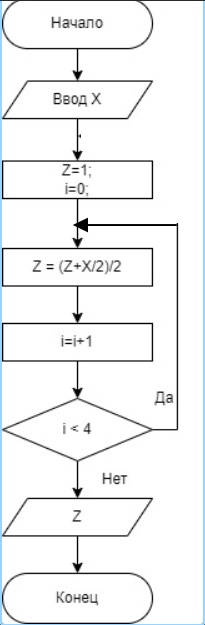 Начало
Ввод X
Z=1;
i=0;
Z = (Z+X/2)/2
i=i+1
Да
i < 4
Нет
Z
Конец